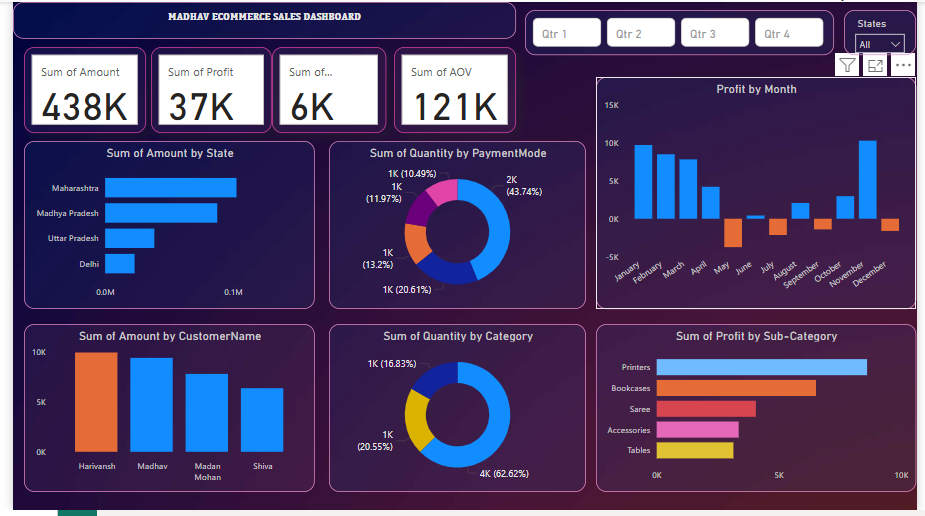 MADHAV ECOMMERCE SALES DASHBOARD
Qtr 1
Qtr 2
Qtr 3
Qtr 4
States
All
Sum of Amount
438K
Sum of Profit
37K
Sum of...
6K
Sum of AOV
121K
Profit by Month
15K
10K
5K
0K
-5K
January
February
March
April
May
June
July
August
September
October
November
December
Sum of Amount by State
Maharashtra
Madhya Pradesh
Uttar Pradesh
Delhi
0.0M
0.1M
Sum of Quantity by PaymentMode
1K (10.49%)
1K
(11.97%)
2K
(43.74%)
1K
(13.2%)
1K (20.61%)
Sum of Amount by CustomerName
10K
5K
0K
Harivansh
Madhav
Madan
Mohan
Shiva
Sum of Quantity by Category
1K (16.83%)
1K
(20.55%)
4K (62.62%)
Sum of Profit by Sub-Category
Printers
Bookcases
Saree
Accessories
Tables
0K
5K
10K